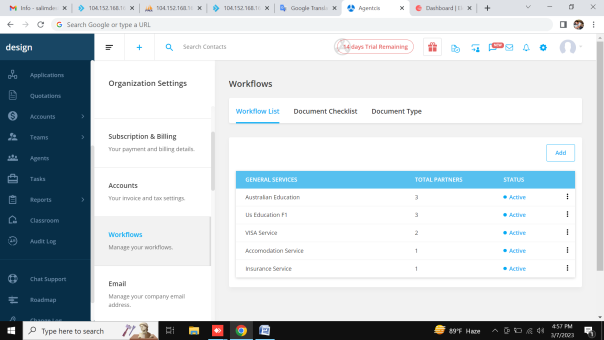 Info - salimde
104.152.168.1
104.152.168.1
104.152.168.1
Google Transl
Agentcis
Dashboard | El
Search Google or type a URL
design
Search Contacts
14 days Trial Remaining
NEW
Applications
Quotations
Accounts
Teams
Agents
Tasks
Reports
Classroom
Audit Log
Chat Support
Roadmap
Change Log
Organization Settings
Subscription & Billing
Your payment and billing details.
Accounts
Your invoice and tax settings.
Workflows
Manage your workflows.
Email
Manage your company email
address.
Workflows
Workflow List Document Checklist Document Type
Add
GENERAL SERVICES TOTAL PARTNERS STATUS
Australian Education 3 Active
Us Education F1 3 Active
VISA Service 2 Active
Accomodation Service 1 Active
Insurance Service 1 Active
Type here to search
89°F Haze
4:57 PM
3/7/2023